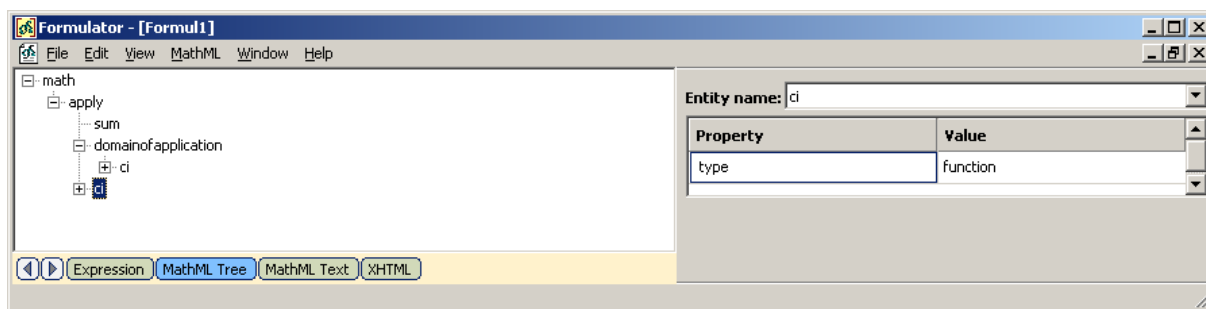 Formulator - [Formul1]
File Edit View MathML Window Help
math
apply
sum
domainofapplication
ci
ci
Entity name: ci
Property Value
type function
Expression MathML Tree MathML Text XHTML